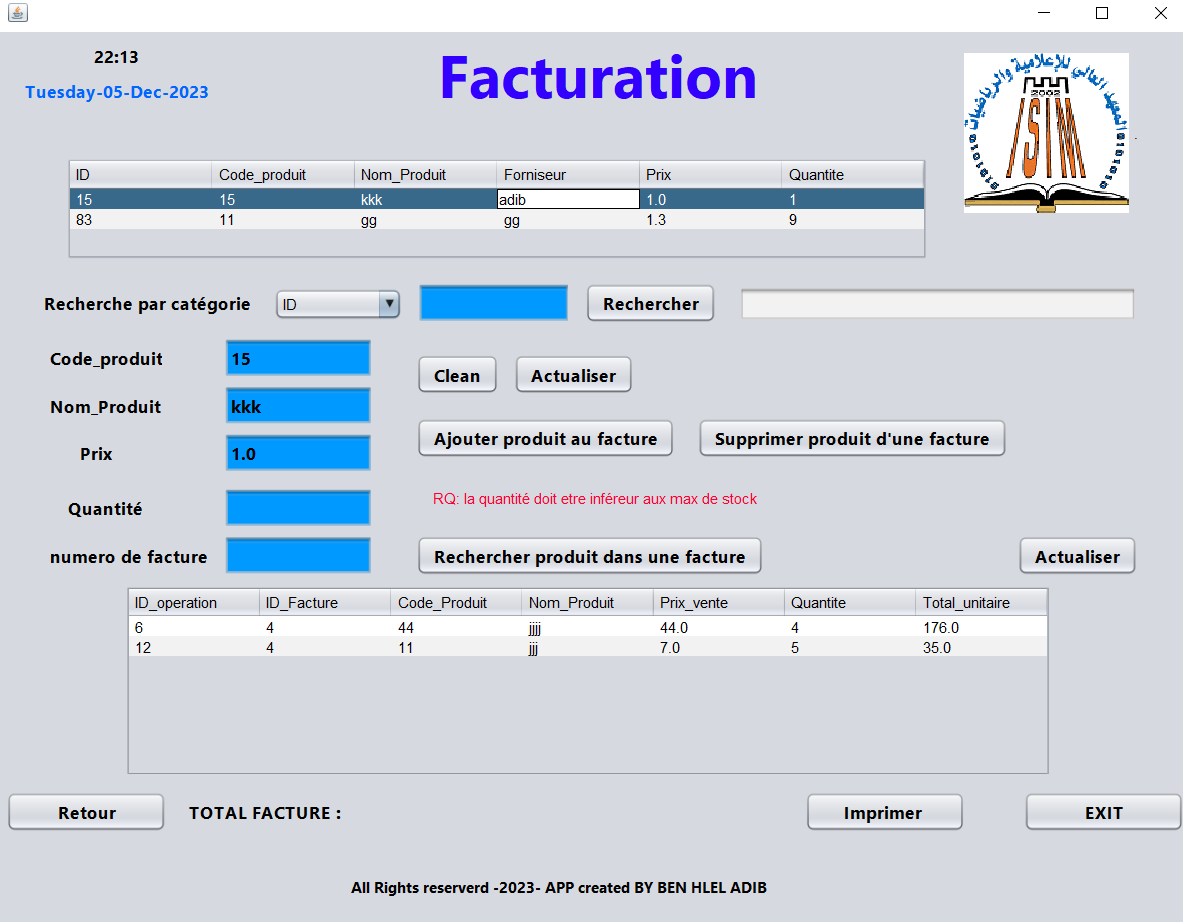 22:13
Tuesday-05-Dec-2023
Facturation
المعهد العالي للإعلامية والرياضيات
2002
ISIM
ID Code_produit Nom_Produit Forniseur Prix Quantite
15 15 kkk adib 1.0 1
83 11 gg gg 1.3 9
Recherche par catégorie ID Rechercher
Code_produit 15 Clean Actualiser
Nom_Produit kkk
Ajouter produit au facture Supprimer produit d'une facture
Prix 1.0
Quantité RQ: la quantité doit etre inféreur aux max de stock
numero de facture Rechercher produit dans une facture Actualiser
ID_operation ID_Facture Code_Produit Nom_Produit Prix_vente Quantite Total_unitaire
6 4 44 jjjj 44.0 4 176.0
12 4 11 jjj 7.0 5 35.0
Retour TOTAL FACTURE : Imprimer EXIT
All Rights reserverd -2023- APP created BY BEN HLEL ADIB